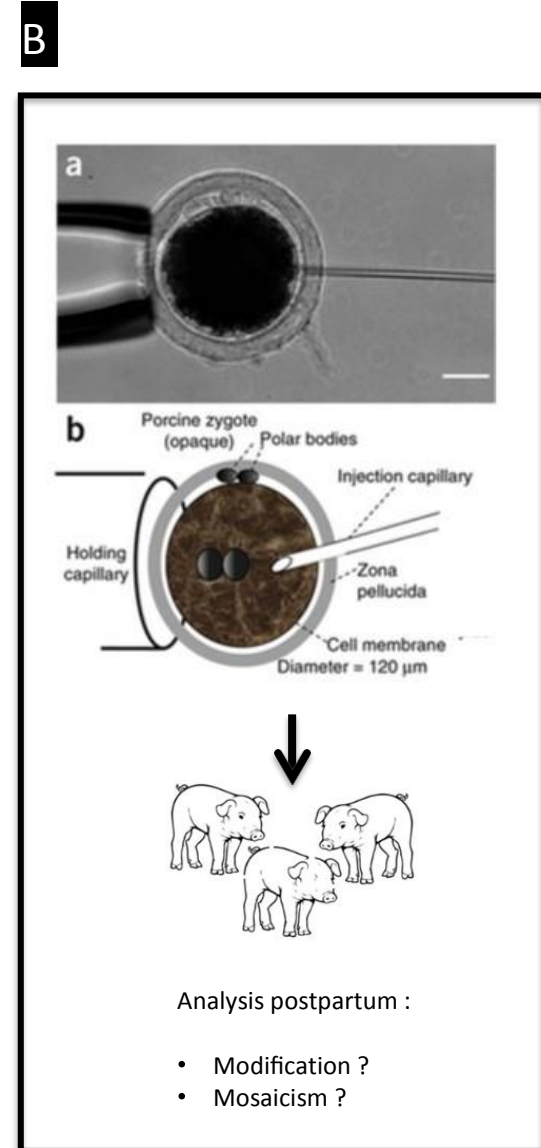 B
a
b
Porcine zygote
(opaque)
Polar bodies
Injection capillary
Holding
capillary
Zona
pellucida
Cell membrane
Diameter = 120 μm
Analysis postpartum :
• Modification ?
• Mosaicism ?